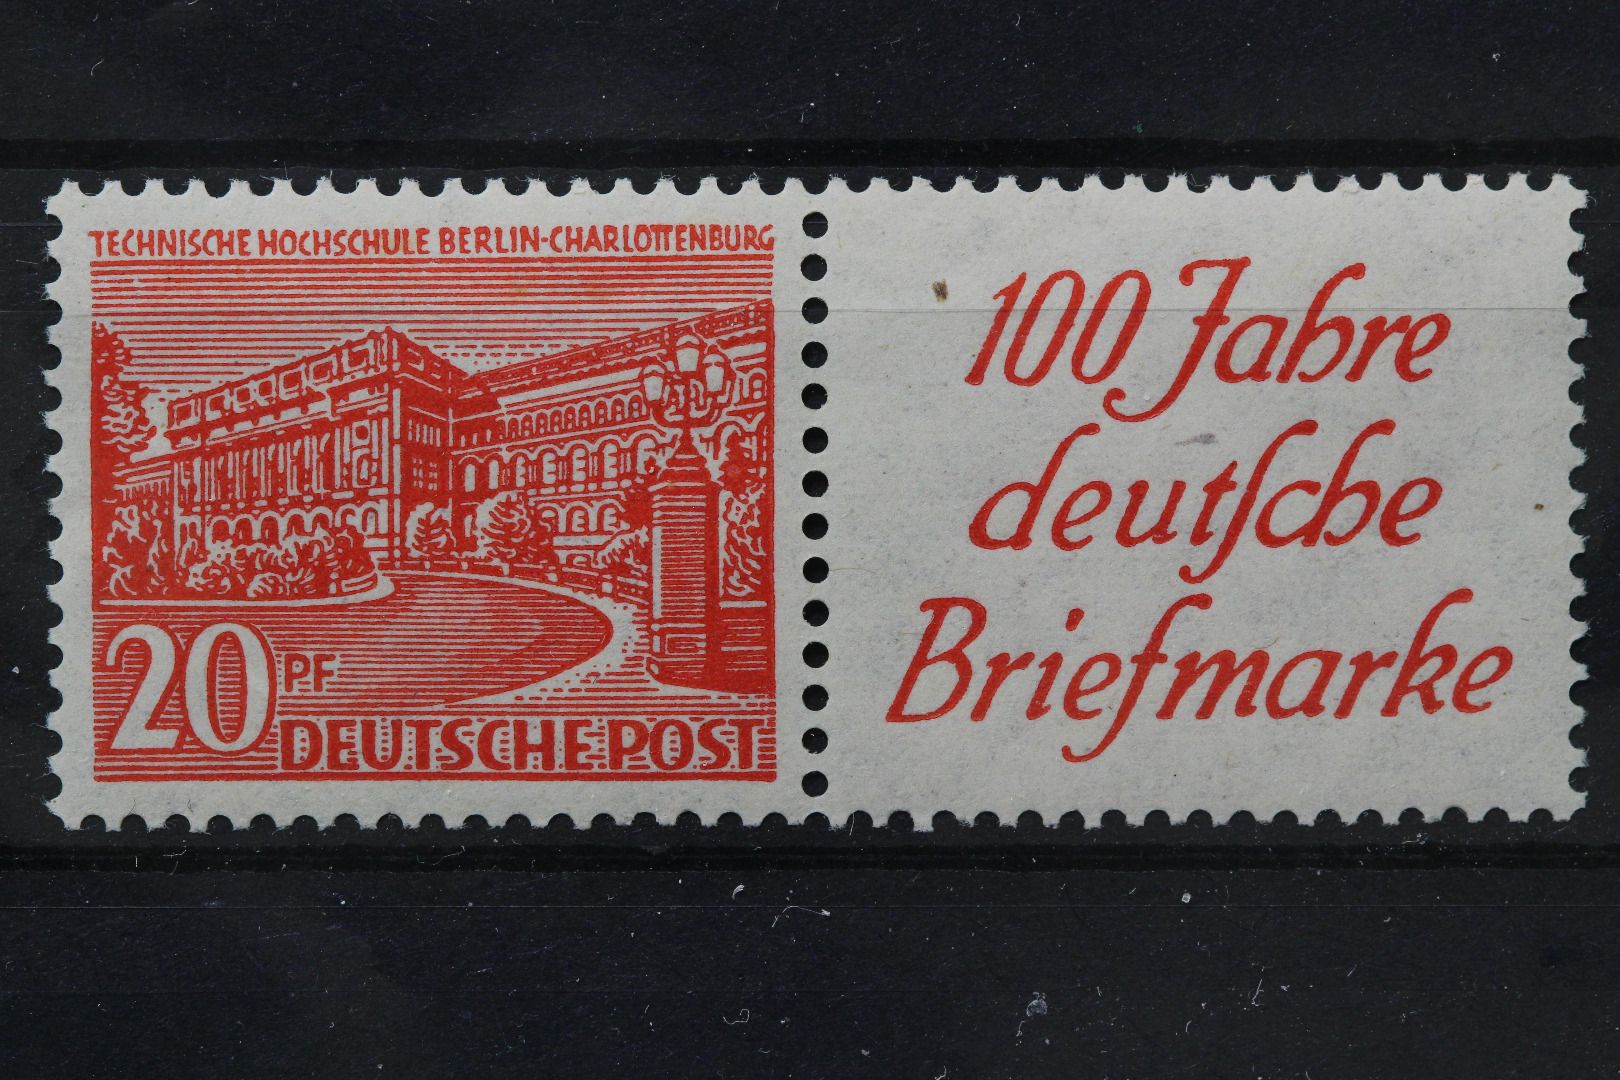 TECHNISCHE HOCHSCHULE BERLIN-CHARLOTTENBURG
20 PF
DEUTSCHE POST
100 Jahre
deutſche
Briefmarke